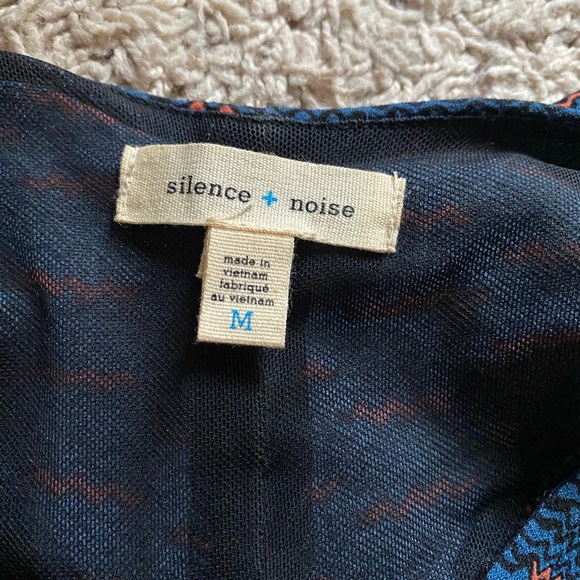 silence + noise
made in
vietnam
fabriqué
au vietnam
M